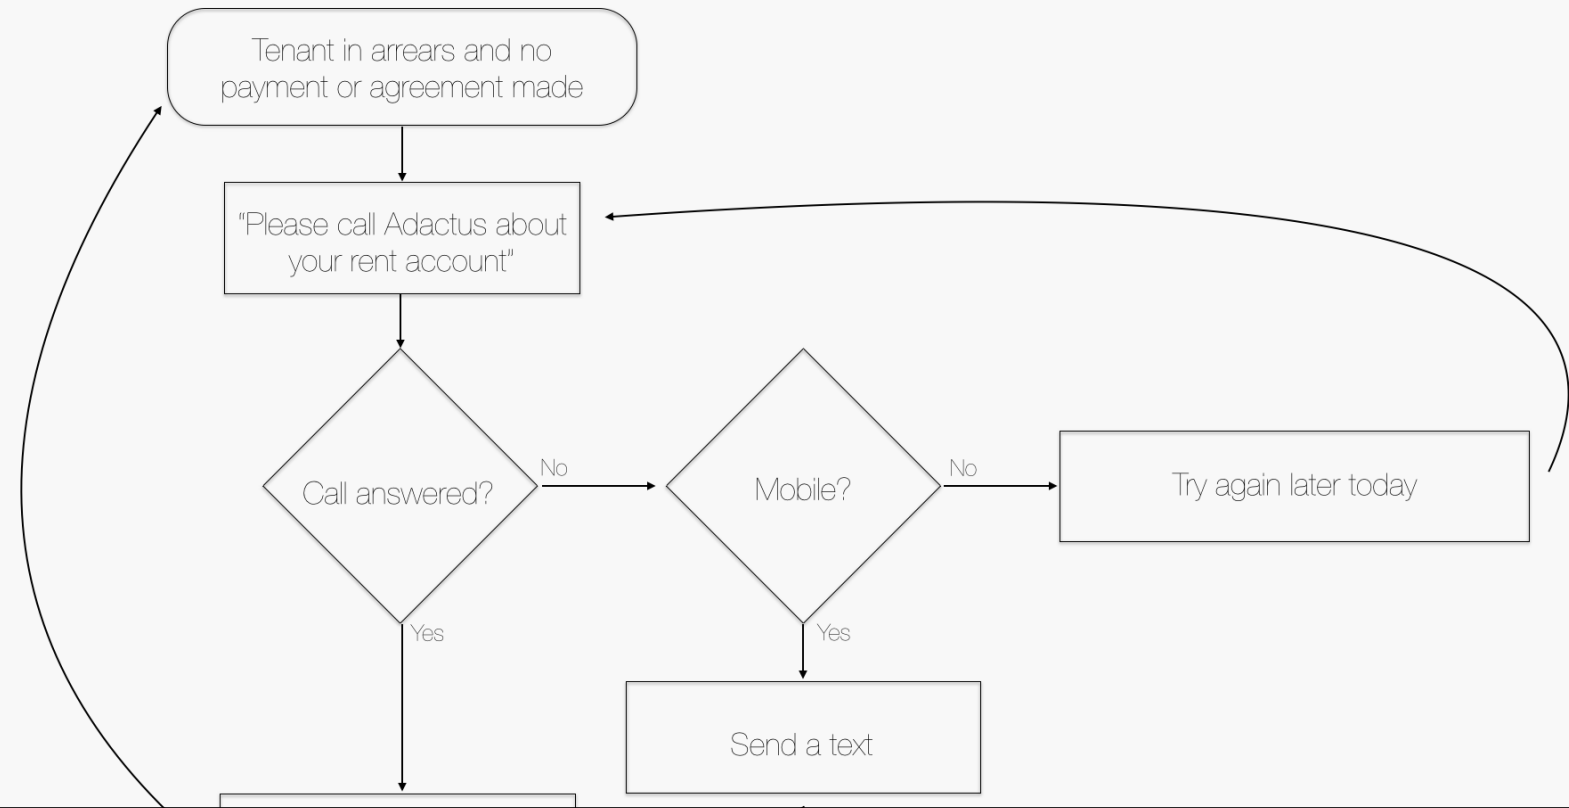 Tenant in arrears and no
payment or agreement made
"Please call Adactus about
your rent account"
Call answered?
No
Mobile?
No
Try again later today
Yes
Yes
Send a text